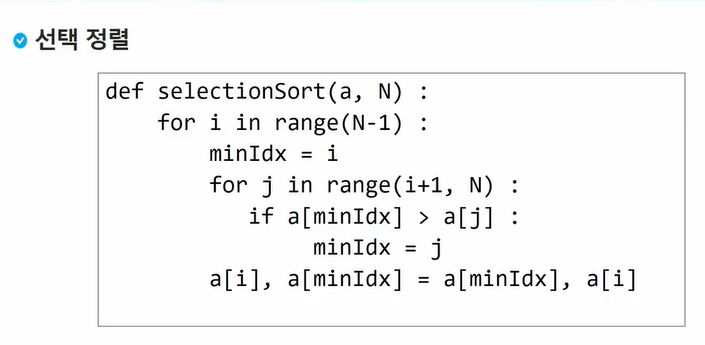 선택 정렬
def selectionSort(a, N) :
    for i in range(N-1) :
        minIdx = i
        for j in range(i+1, N) :
           if a[minIdx] > a[j] :
                minIdx = j
        a[i], a[minIdx] = a[minIdx], a[i]